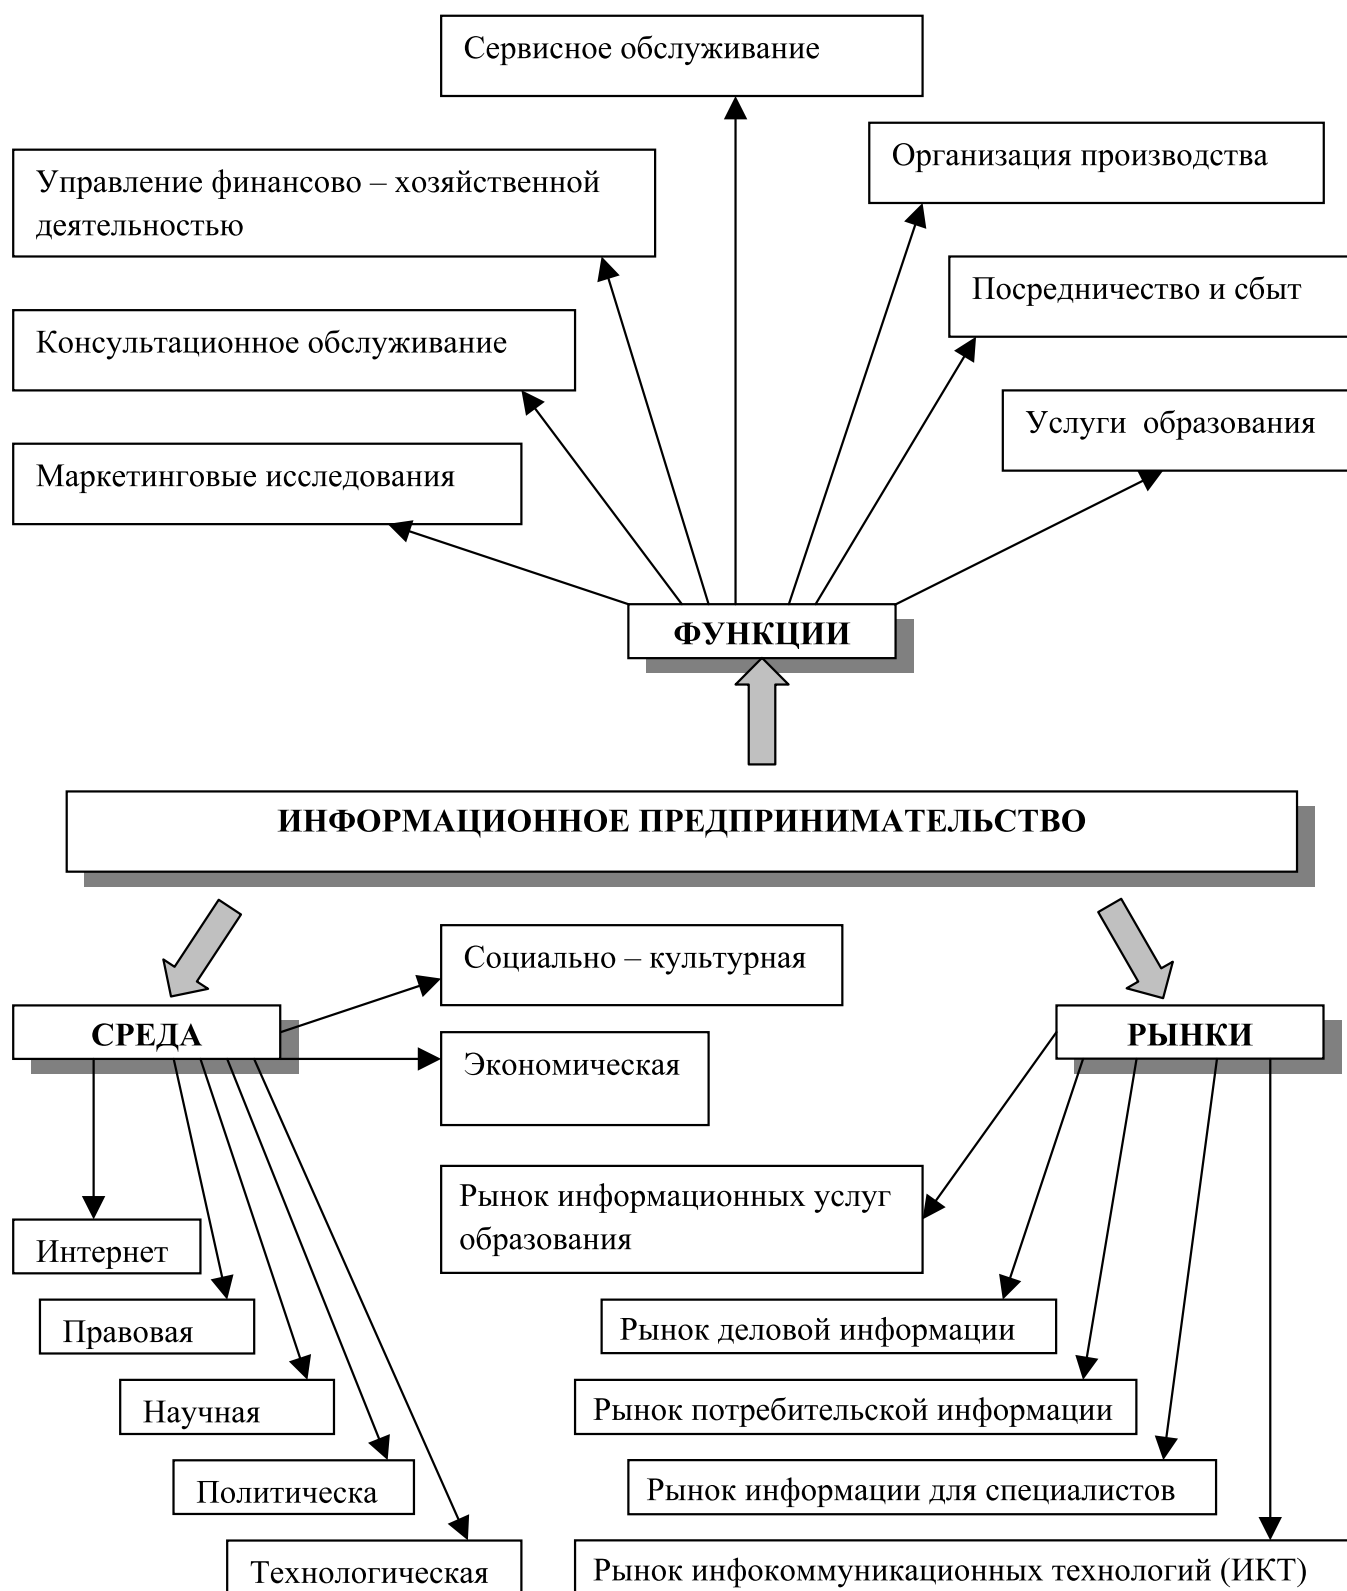 Сервисное обслуживание
Организация производства
Управление финансово – хозяйственной
деятельностью
Посредничество и сбыт
Консультационное обслуживание
Услуги образования
Маркетинговые исследования
ФУНКЦИИ
ИНФОРМАЦИОННОЕ ПРЕДПРИНИМАТЕЛЬСТВО
Социально – культурная
СРЕДА
РЫНКИ
Экономическая
Рынок информационных услуг
образования
Интернет
Рынок деловой информации
Правовая
Рынок потребительской информации
Научная
Рынок информации для специалистов
Политическа
Рынок инфокоммуникационных технологий (ИКТ)
Технологическая